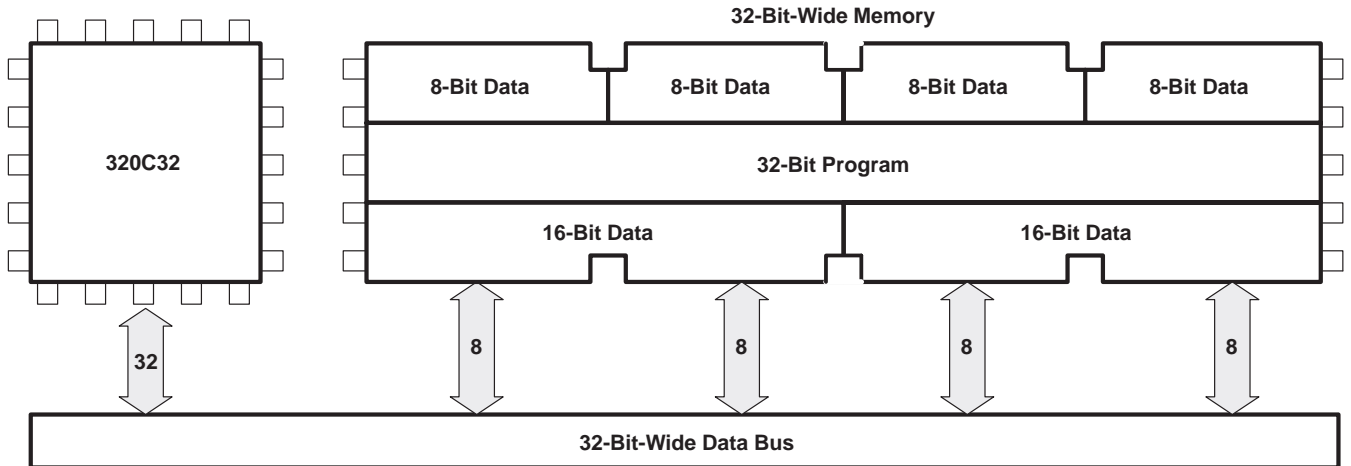 32-Bit-Wide Memory
8-Bit Data
8-Bit Data
8-Bit Data
8-Bit Data
320C32
32-Bit Program
16-Bit Data
16-Bit Data
32
8
8
8
8
32-Bit-Wide Data Bus